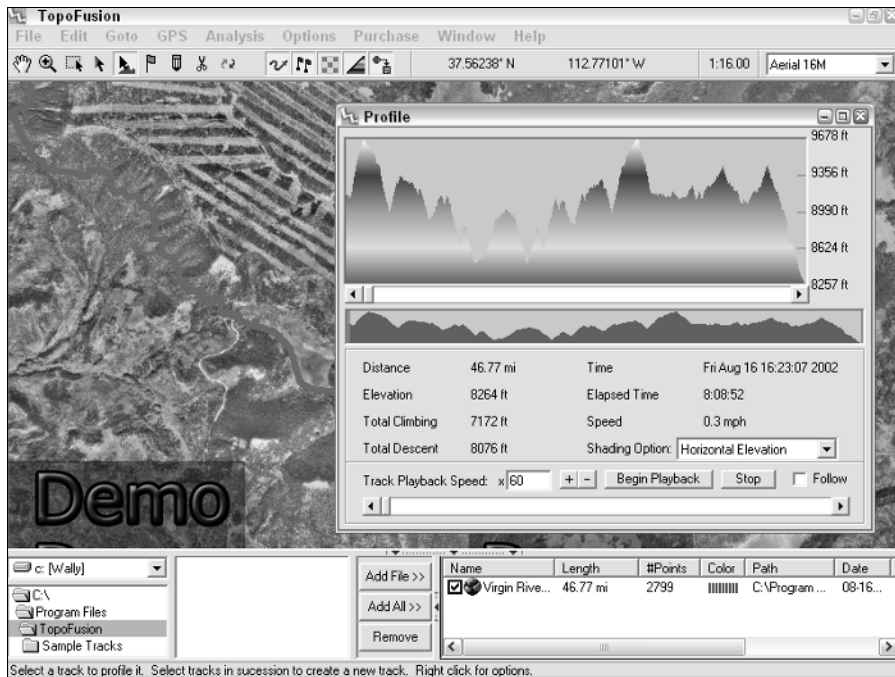 TopoFusion
File Edit Goto GPS Analysis Options Purchase Window Help
37.56238° N 112.77101° W 1:16.00 Aerial 16M
Profile
9678 ft
9356 ft
8990 ft
8624 ft
8257 ft
Distance 46.77 mi Time Fri Aug 16 16:23:07 2002
Elevation 8264 ft Elapsed Time 8:08:52
Total Climbing 7172 ft Speed 0.3 mph
Total Descent 8076 ft Shading Option: Horizontal Elevation
Track Playback Speed: x 60 + - Begin Playback Stop Follow
Demo
c: [Wally]
C:\
Program Files
TopoFusion
Sample Tracks
Add File >>
Add All >>
Remove
Name Length #Points Color Path Date
Virgin Rive... 46.77 mi 2799 C:\Program ... 08-16...
Select a track to profile it. Select tracks in sucession to create a new track. Right click for options.